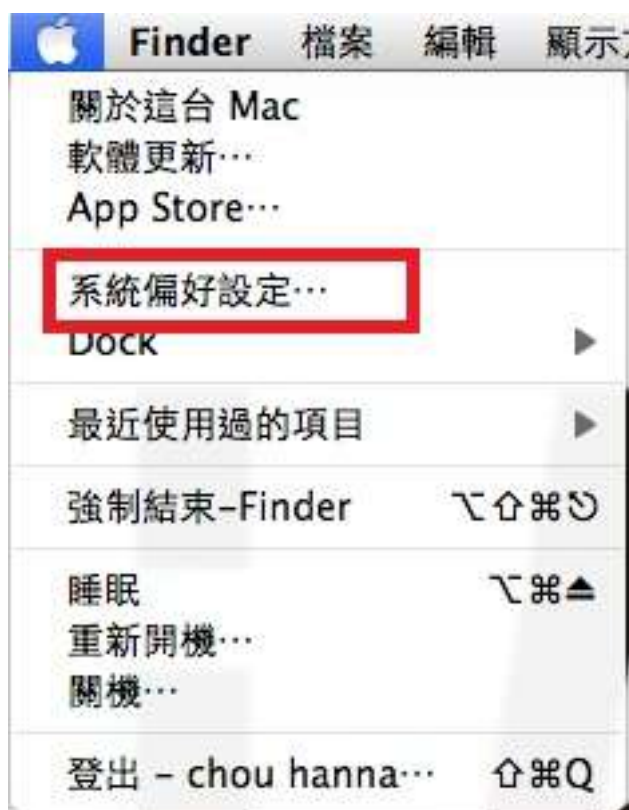 Finder 檔案 編輯 顯示
關於這台 Mac
軟體更新…
App Store…
系統偏好設定…
Dock
最近使用過的項目
強制結束-Finder ⌥⇧⌘⎋
睡眠 ⌥⌘⏏
重新開機…
關機…
登出 - chou hanna… ⇧⌘Q